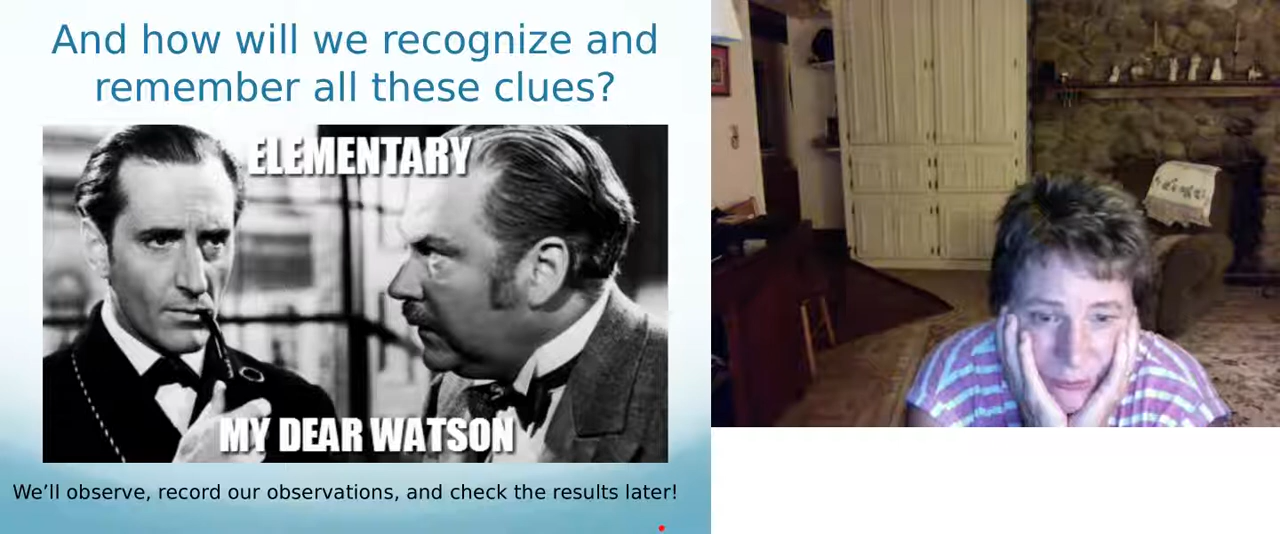 And how will we recognize and
remember all these clues?
ELEMENTARY
MY DEAR WATSON
We’ll observe, record our observations, and check the results later!